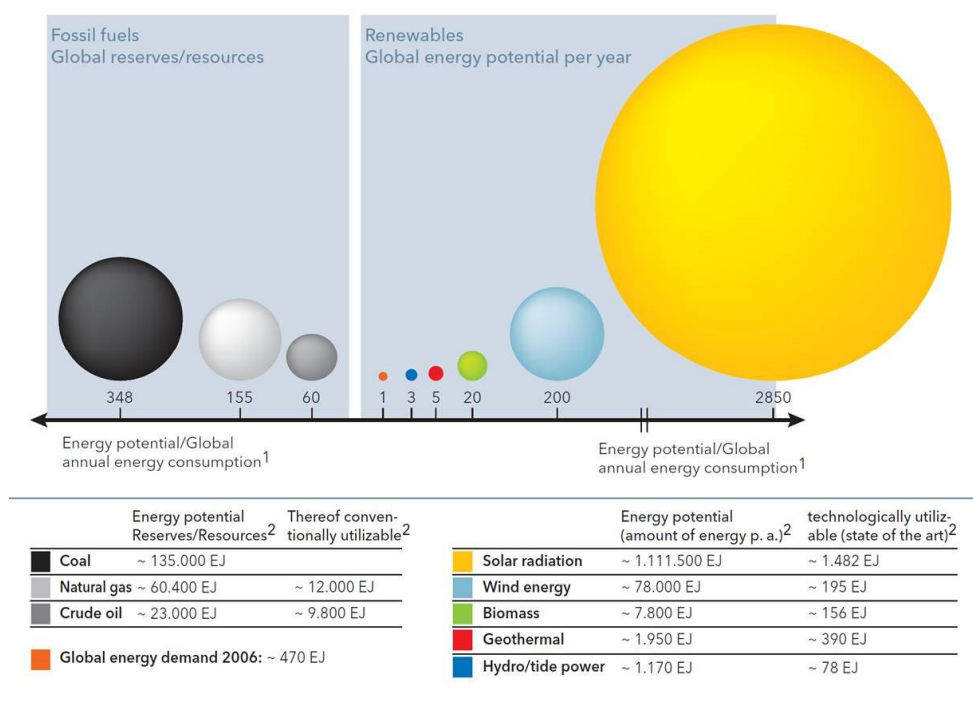 Fossil fuels
Global reserves/resources
Renewables
Global energy potential per year
348 155 60 1 3 5 20 200 2850
Energy potential/Global
annual energy consumption1
Energy potential/Global
annual energy consumption1
Energy potential
Reserves/Resources2
Thereof conven-
tionally utilizable2
Coal ~ 135.000 EJ
Natural gas ~ 60.400 EJ ~ 12.000 EJ
Crude oil ~ 23.000 EJ ~ 9.800 EJ
Global energy demand 2006: ~ 470 EJ
Energy potential
(amount of energy p. a.)2
technologically utiliz-
able (state of the art)2
Solar radiation ~ 1.111.500 EJ ~ 1.482 EJ
Wind energy ~ 78.000 EJ ~ 195 EJ
Biomass ~ 7.800 EJ ~ 156 EJ
Geothermal ~ 1.950 EJ ~ 390 EJ
Hydro/tide power ~ 1.170 EJ ~ 78 EJ